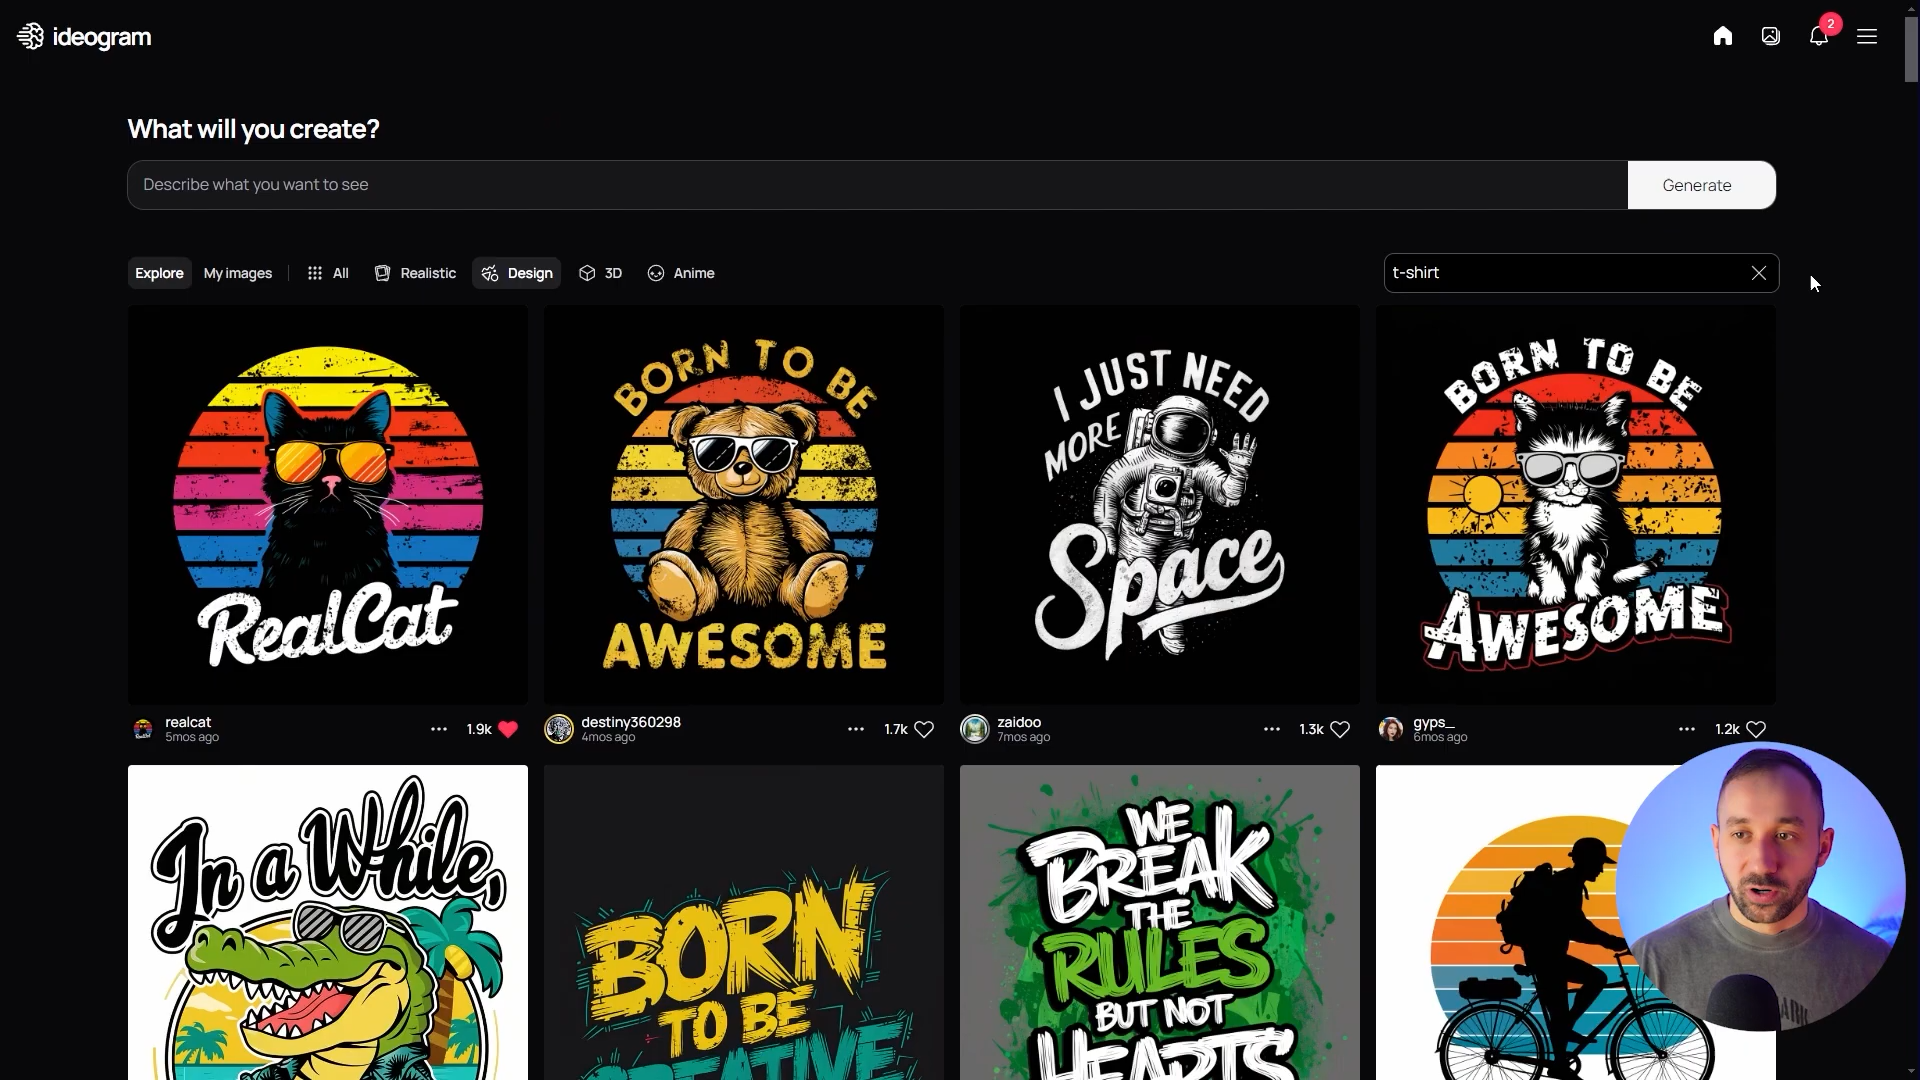 ideogram
2
What will you create?
Describe what you want to see
Generate
Explore
My images
All
Realistic
Design
3D
Anime
t-shirt
RealCat
BORN TO BE
AWESOME
I JUST NEED
MORE
Space
BORN TO BE
AWESOME
realcat
5mos ago
1.9k
destiny360298
4mos ago
1.7k
zaidoo
7mos ago
1.3k
gyps_
6mos ago
1.2k
In a While,
BORN
TO BE
CREATIVE
WE
BREAK
THE
RULES
BUT NOT
HEARTS